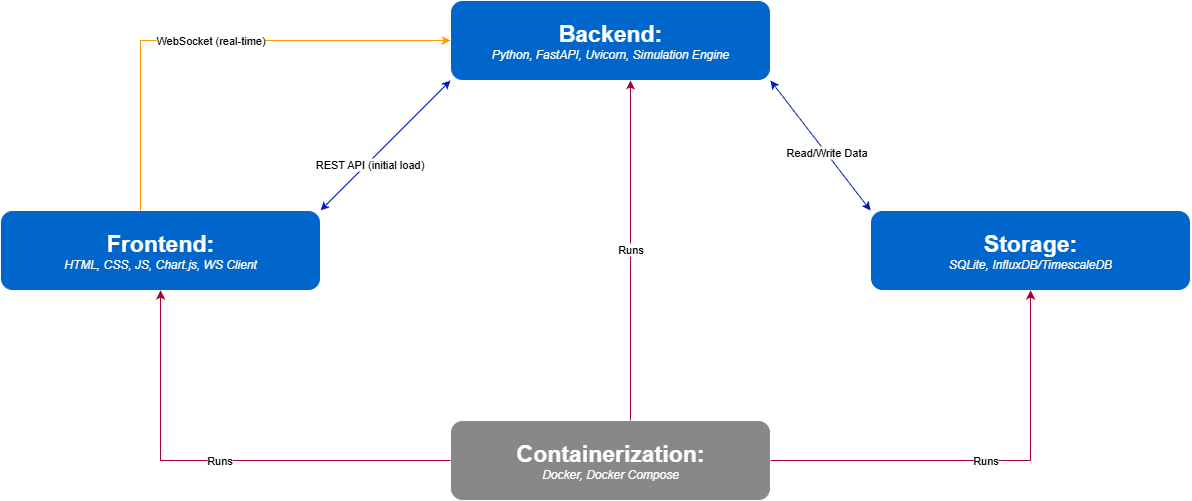 Backend:
Python, FastAPI, Uvicorn, Simulation Engine
WebSocket (real-time)
REST API (initial load)
Read/Write Data
Frontend:
HTML, CSS, JS, Chart.js, WS Client
Runs
Storage:
SQLite, InfluxDB/TimescaleDB
Containerization:
Docker, Docker Compose
Runs
Runs